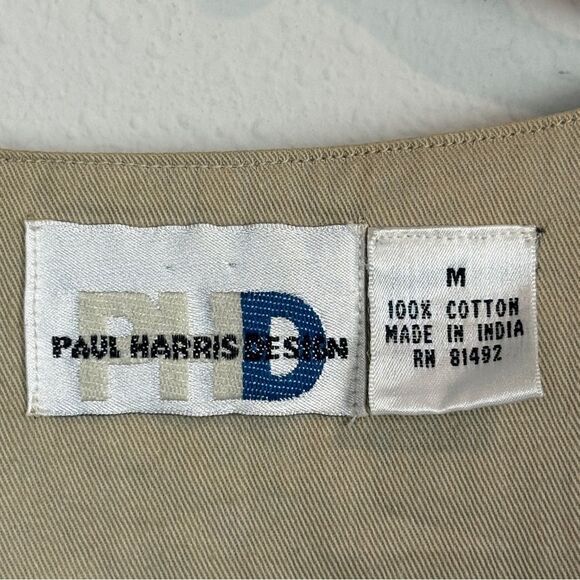 PHD
PAUL HARRIS DESIGN
M
100% COTTON
MADE IN INDIA
RN 81492